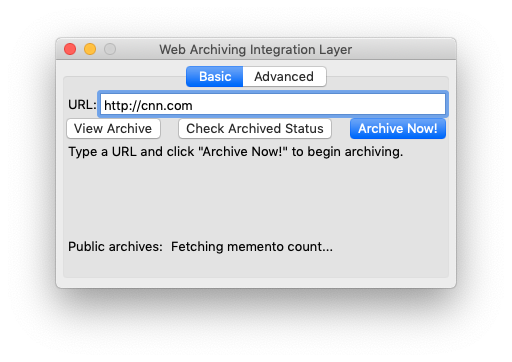 Web Archiving Integration Layer
Basic Advanced
URL: http://cnn.com
View Archive Check Archived Status Archive Now!
Type a URL and click "Archive Now!" to begin archiving.
Public archives: Fetching memento count...